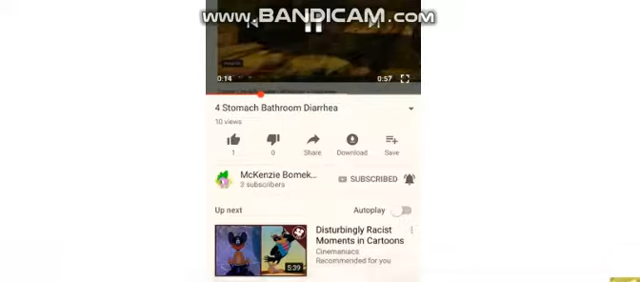 www.BANDICAM.com
0:14
0:57
4 Stomach Bathroom Diarrhea
10 views
1
0
Share
Download
Save
McKenzie Bomek...
SUBSCRIBED
3 subscribers
Up next
Autoplay
Disturbingly Racist
Moments in Cartoons
Cinemaniacs
Recommended for you
5:39